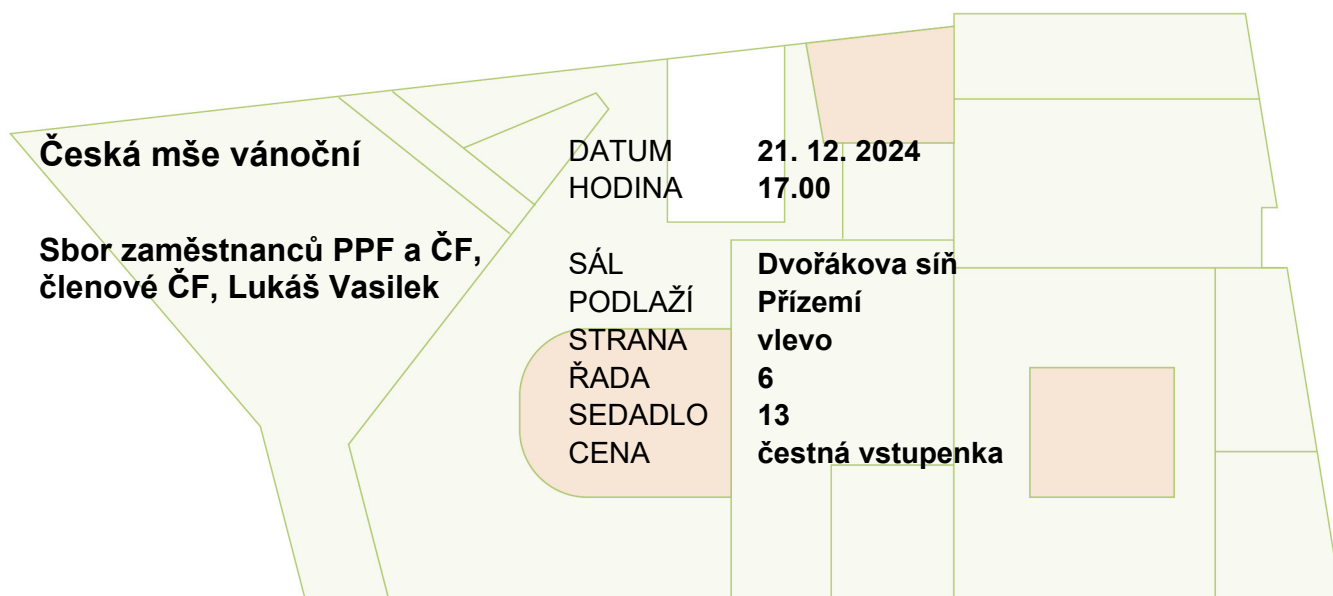 Česká mše vánoční
Sbor zaměstnanců PPF a ČF,
členové ČF, Lukáš Vasilek
DATUM 21. 12. 2024
HODINA 17.00
SÁL Dvořákova síň
PODLAŽÍ Přízemí
STRANA vlevo
ŘADA 6
SEDADLO 13
CENA čestná vstupenka